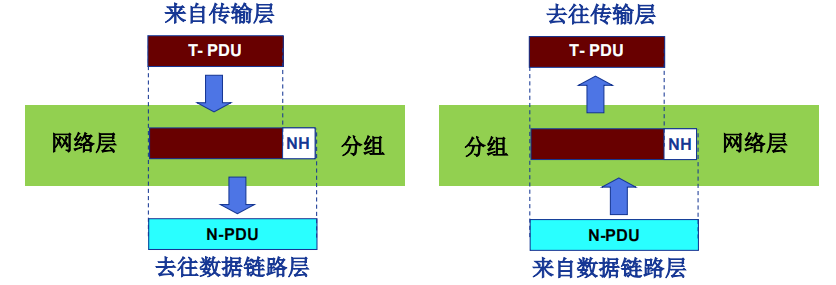 来自传输层
T- PDU
网络层
NH
分组
N-PDU
去往数据链路层
去往传输层
T- PDU
分组
NH
网络层
N-PDU
来自数据链路层